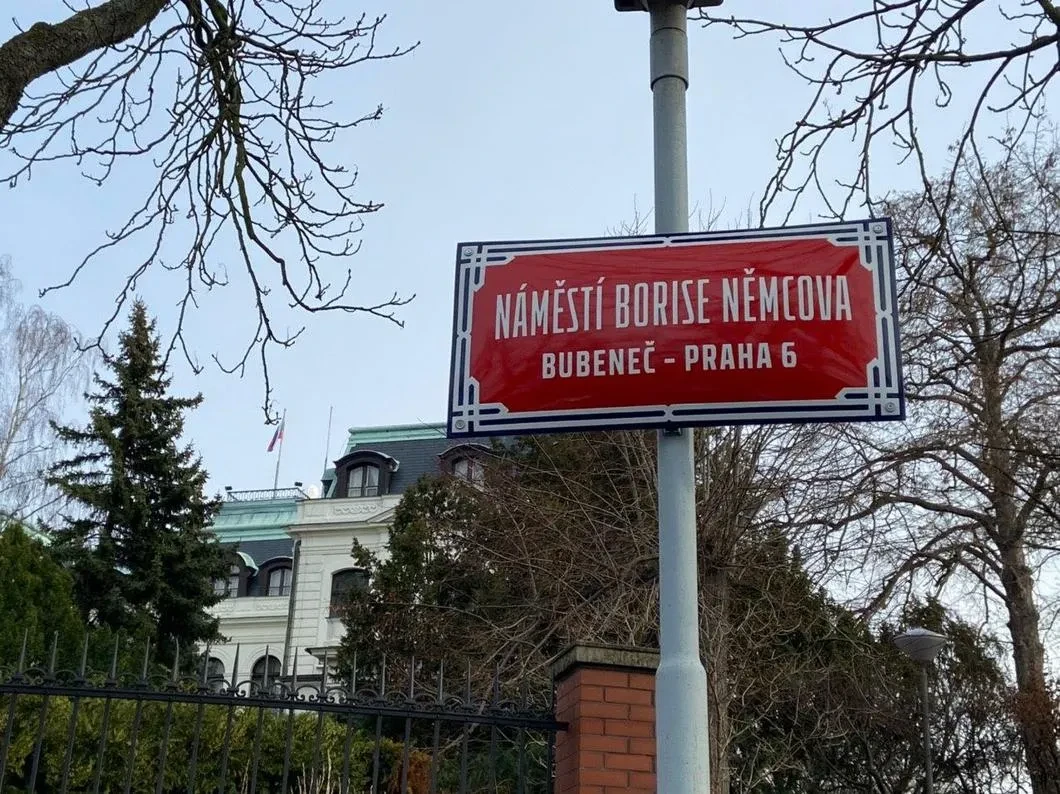 NÁMĚSTÍ BORISE NĚMCOVA
BUBENEČ – PRAHA 6